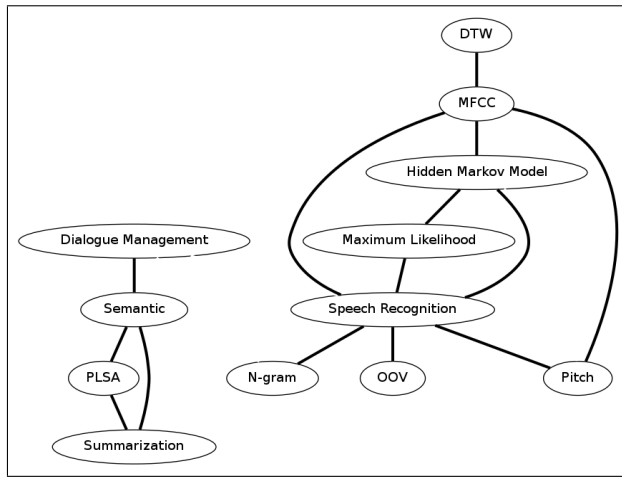 DTW
MFCC
Hidden Markov Model
Dialogue Management
Maximum Likelihood
Semantic
Speech Recognition
PLSA
N-gram
OOV
Pitch
Summarization